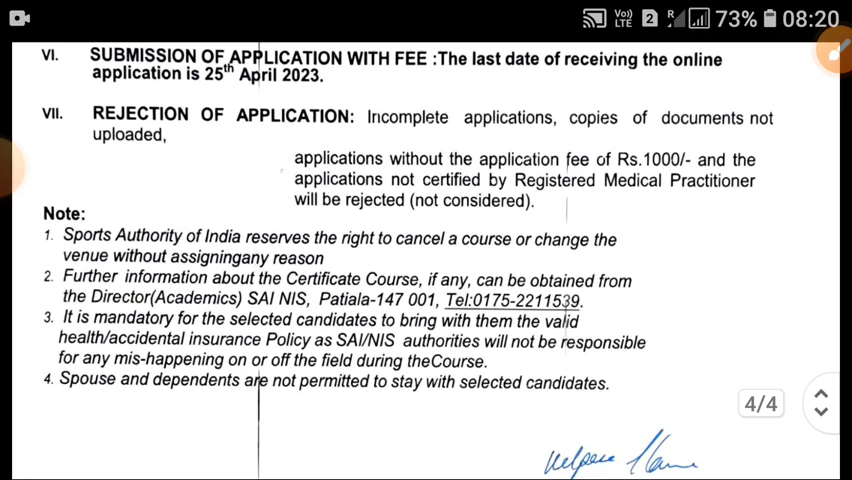 Vo)) LTE 2 R 73% 08:20
VI. SUBMISSION OF APPLICATION WITH FEE :The last date of receiving the online
application is 25th April 2023.
VII. REJECTION OF APPLICATION: Incomplete applications, copies of documents not
uploaded,
applications without the application fee of Rs.1000/- and the
applications not certified by Registered Medical Practitioner
will be rejected (not considered).
Note:
1. Sports Authority of India reserves the right to cancel a course or change the
venue without assigningany reason
2. Further information about the Certificate Course, if any, can be obtained from
the Director(Academics) SAI NIS, Patiala-147 001, Tel:0175-2211539.
3. It is mandatory for the selected candidates to bring with them the valid
health/accidental insurance Policy as SAI/NIS authorities will not be responsible
for any mis-happening on or off the field during theCourse.
4. Spouse and dependents are not permitted to stay with selected candidates.
4/4